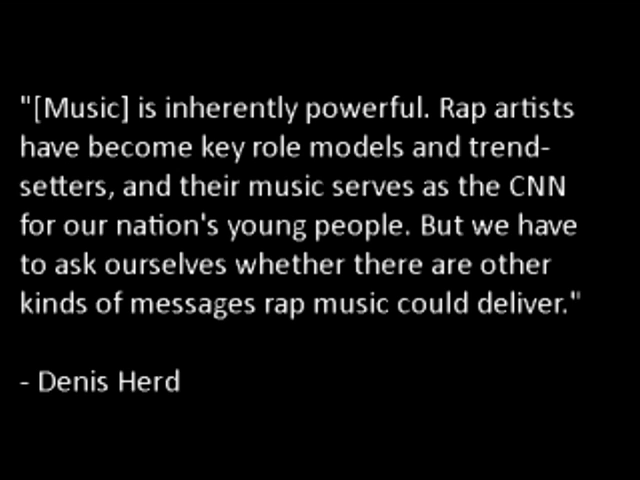 "[Music] is inherently powerful. Rap artists
have become key role models and trend-
setters, and their music serves as the CNN
for our nation's young people. But we have
to ask ourselves whether there are other
kinds of messages rap music could deliver."
- Denis Herd